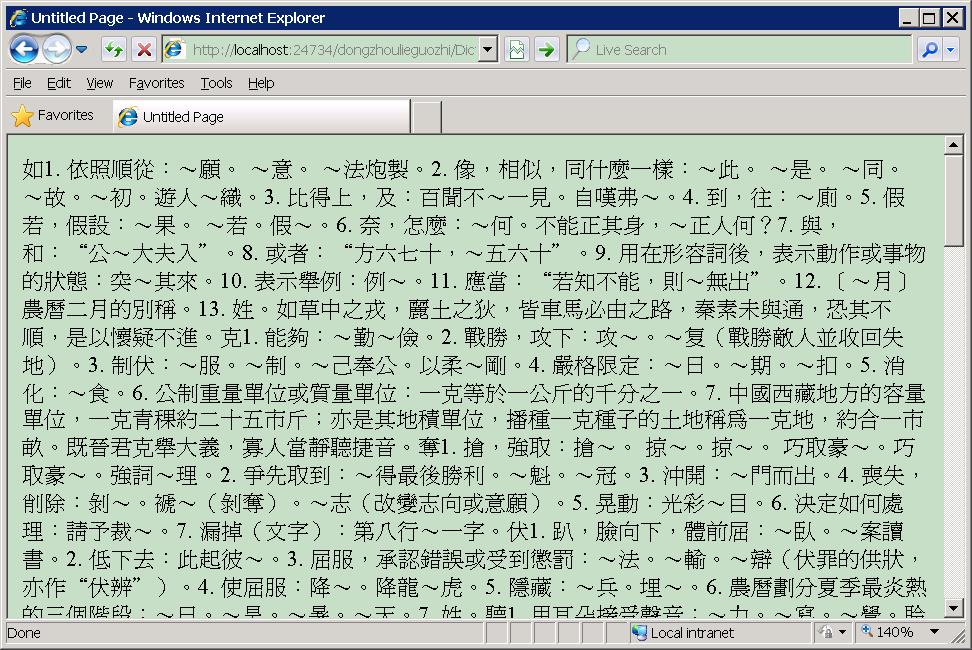 Untitled Page - Windows Internet Explorer
http://localhost:24734/dongzhoulieguozhi/Dic
Live Search
File Edit View Favorites Tools Help
Favorites Untitled Page
如1. 依照順從：～願。 ～意。 ～法炮製。2. 像，相似，同什麼一樣：～此。 ～是。 ～同。
～故。～初。遊人～織。3. 比得上，及：百聞不～一見。自嘆弗～。4. 到，往：～廁。5. 假
若，假設：～果。 ～若。假～。6. 奈，怎麼：～何。不能正其身，～正人何？7. 與，
和：“公～大夫入”。8. 或者：“方六七十，～五六十”。9. 用在形容詞後，表示動作或事物
的狀態：突～其來。10. 表示舉例：例～。11. 應當：“若知不能，則～無出”。12.〔～月〕
農曆二月的別稱。13. 姓。如草中之戎，麗土之狄，皆車馬必由之路，秦素未與通，恐其不
順，是以懷疑不進。克1. 能夠：～勤～儉。2. 戰勝，攻下：攻～。～复（戰勝敵人並收回失
地）。3. 制伏：～服。～制。～己奉公。以柔～剛。4. 嚴格限定：～日。～期。～扣。5. 消
化：～食。6. 公制重量單位或質量單位：一克等於一公斤的千分之一。7. 中國西藏地方的容量
單位，一克青稞約二十五市斤；亦是其地積單位，播種一克種子的土地稱爲一克地，約合一市
畝。既晉君克舉大義，寡人當靜聽捷音。奪1. 搶，強取：搶～。 掠～。掠～。 巧取豪～。巧
取豪～。強詞～理。2. 爭先取到：～得最後勝利。～魁。～冠。3. 沖開：～門而出。4. 喪失，
削除：剝～。褫～（剝奪）。～志（改變志向或意願）。5. 晃動：光彩～目。6. 決定如何處
理：請予裁～。7. 漏掉（文字）：第八行～一字。伏1. 趴，臉向下，體前屈：～臥。～案讀
書。2. 低下去：此起彼～。3. 屈服，承認錯誤或受到懲罰：～法。～輸。～辯（伏罪的供狀，
亦作“伏辨”）。4. 使屈服：降～。降龍～虎。5. 隱藏：～兵。埋～。6. 農曆劃分夏季最炎熱
的三個階段：～日。～暑。～天。7. 姓。聽1. 用耳朵接受聲音：～力。～寫。～覺。
Done Local intranet 140%